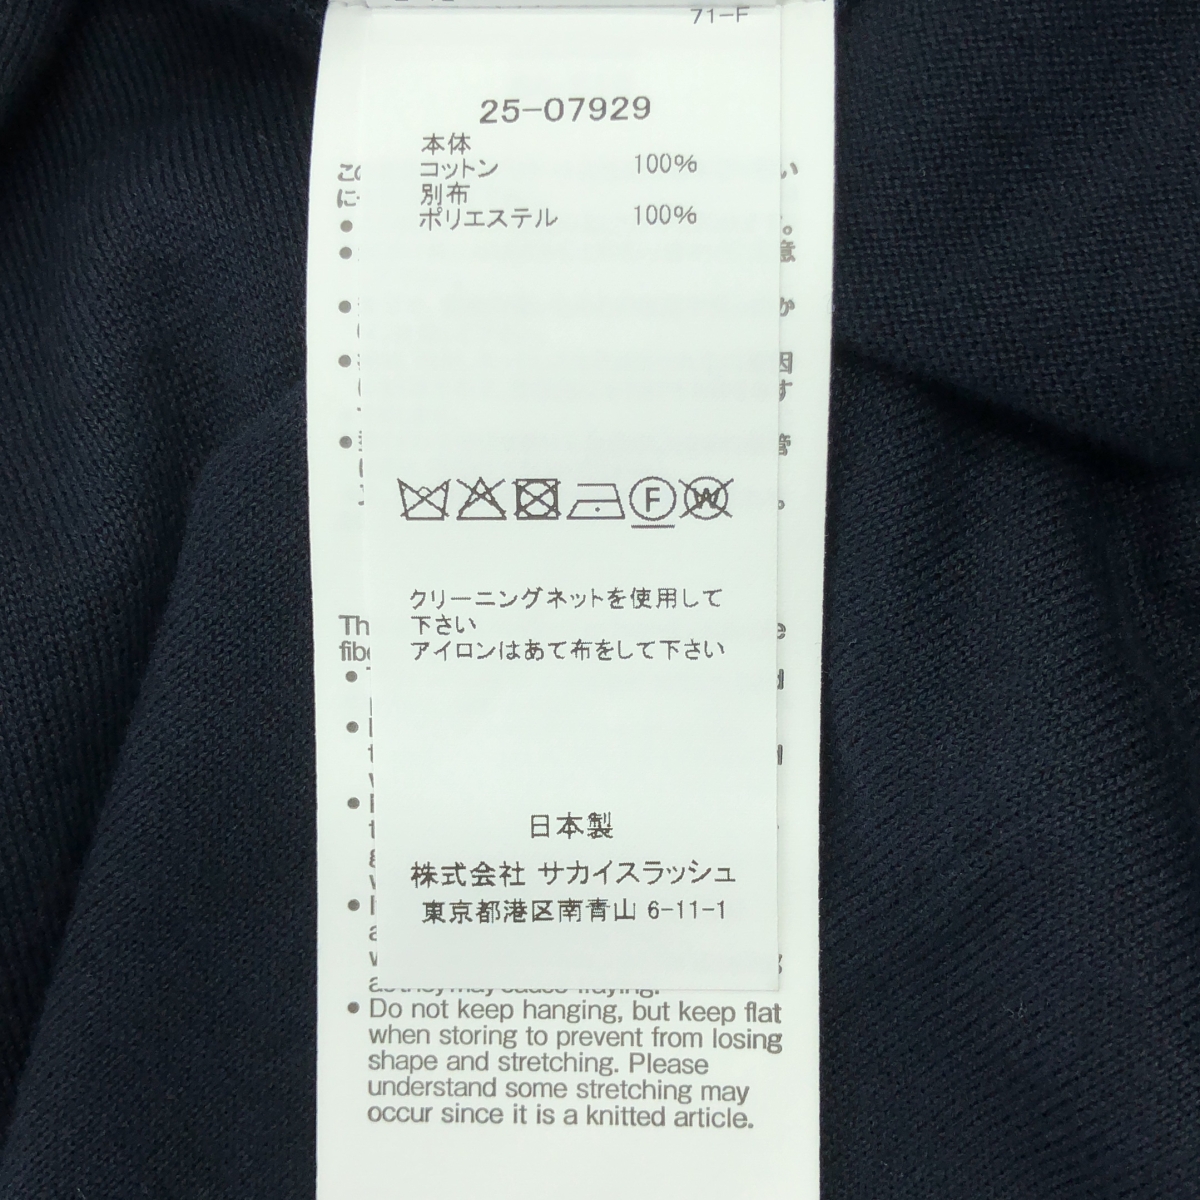 71-F
25-07929
本体
コットン 100%
別布
ポリエステル 100%
F
W
クリーニングネットを使用して
下さい
アイロンはあて布をして下さい
日本製
株式会社 サカイスラッシュ
東京都港区南青山 6-11-1
as they may cause fraying.
● Do not keep hanging, but keep flat
when storing to prevent from losing
shape and stretching. Please
understand some stretching may
occur since it is a knitted article.